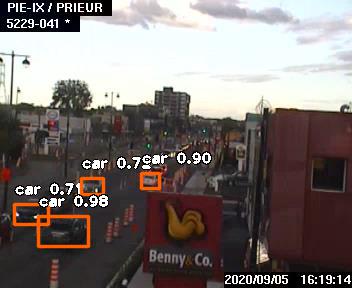 PIE-IX / PRIEUR
5229-041 *
car 0.90
car 0.71
car 0.98
Benny&Co.
2020/09/05 16:19:14